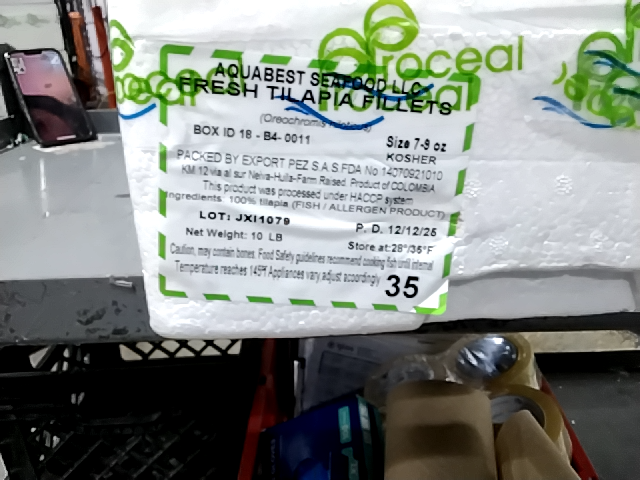 roceal
AQUABEST SEAFOOD LLC
FRESH TILAPIA FILLETS
(Oreochromis
BOX ID 18 - B4- 0011
Size 7-9 oz
KOSHER
PACKED BY EXPORT PEZ S.A.S FDA No 14070921010
KM 12 via al sur Neiva-Huila-Farm Raised. Product of COLOMBIA
This product was processed under HACCP system
Ingredients: 100% tilapia (FISH / ALLERGEN PRODUCT)
LOT: JXI1079
P. D. 12/12/25
Net Weight: 10 LB
Store at:28°/35°F
Caution, may contain bones. Food Safety guidelines recommend cooking fish until internal
Temperature reaches 145°F Appliances vary, adjust accordingly
35